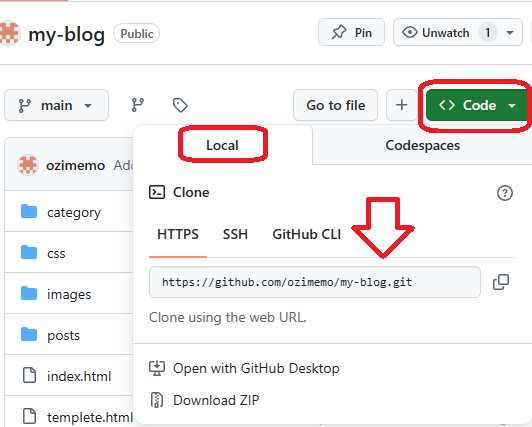 my-blog Public Pin Unwatch 1
main Go to file Code
Local Codespaces
ozimemo
Clone
category
HTTPS SSH GitHub CLI
css
https://github.com/ozimemo/my-blog.git
images
Clone using the web URL.
posts
Open with GitHub Desktop
index.html
Download ZIP
templete.html